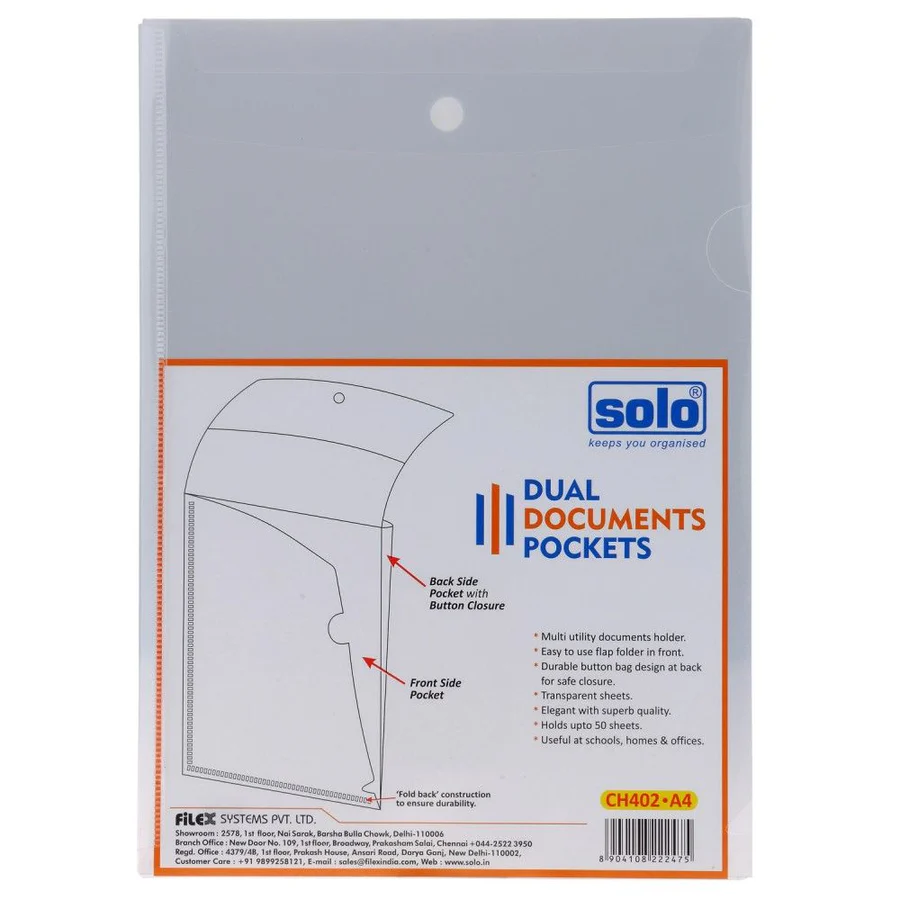 solo®
keeps you organised
DUAL
DOCUMENTS
POCKETS
Back Side
Pocket with
Button Closure
Front Side
Pocket
* Multi utility documents holder.
* Easy to use flap folder in front.
* Durable button bag design at back
for safe closure.
* Transparent sheets.
* Elegant with superb quality.
* Holds upto 50 sheets.
* Useful at schools, homes & offices.
'Fold back' construction
to ensure durability.
CH402•A4
FiLEX SYSTEMS PVT. LTD.
Showroom : 2578, 1st floor, Nai Sarak, Barsha Bulla Chowk, Delhi-110006
Branch Office : New Door No. 109, 1st floor, Broadway, Prakasham Salai, Chennai +044-2522 3950
Regd. Office : 4379/4B, 1st floor, Prakash House, Ansari Road, Darya Ganj, New Delhi-110002,
Customer Care : +91 9899258121, E-mail : sales@filexindia.com, Web : www.solo.in
8 904108 222475